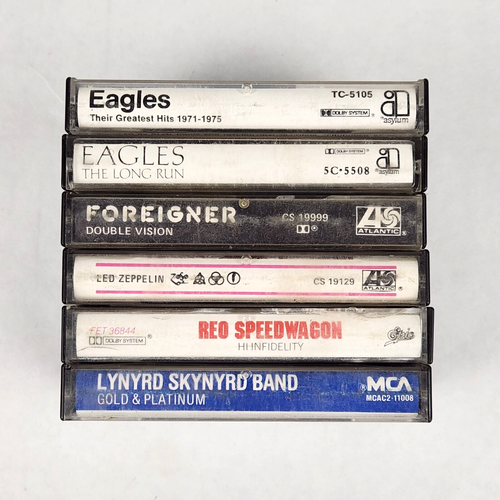 Eagles
Their Greatest Hits 1971-1975
TC-5105
DOLBY SYSTEM®
asylum
EAGLES
THE LONG RUN
DOLBY SYSTEM®
5C·5508
asylum
FOREIGNER
DOUBLE VISION
CS 19999
ATLANTIC®
LED ZEPPELIN
CS 19129
ATLANTIC®
FET 36844
DOLBY SYSTEM®
REO SPEEDWAGON
HI INFIDELITY
Epic
LYNYRD SKYNYRD BAND
GOLD & PLATINUM
MCA
MCAC2-11008